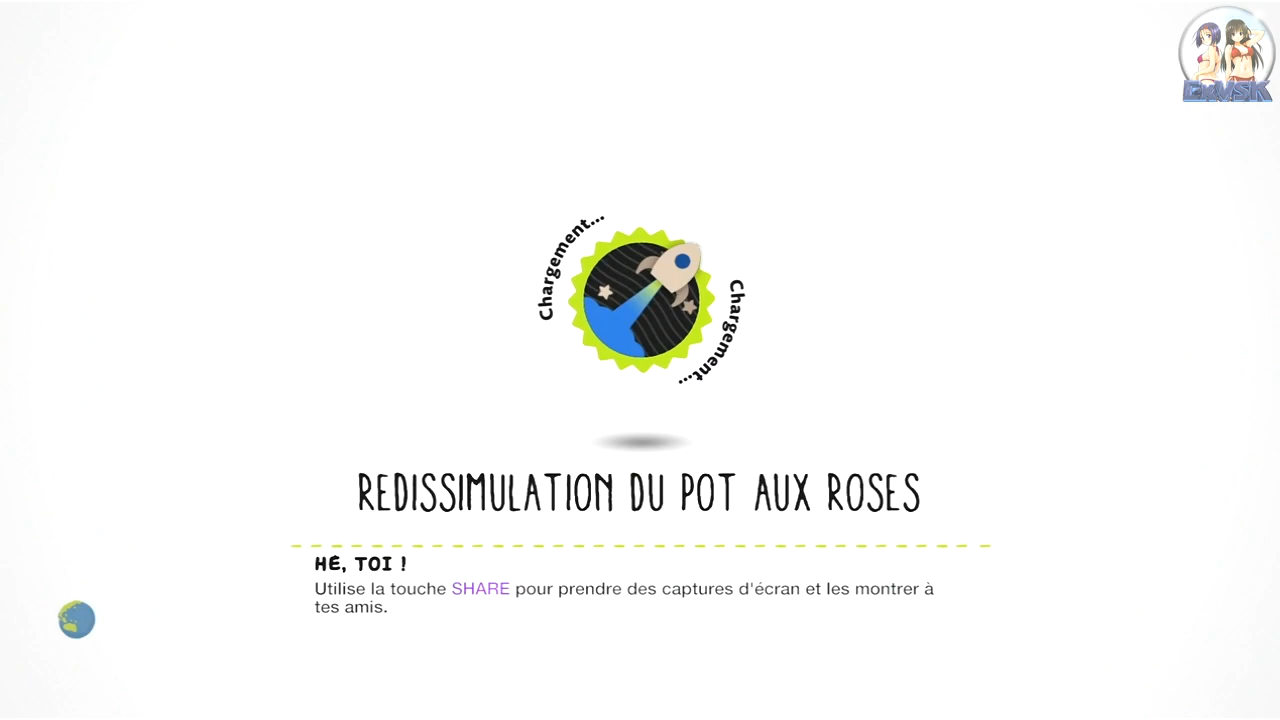 Chargement...
Chargement...
REDISSIMULATION DU POT AUX ROSES
HÉ, TOI !
Utilise la touche SHARE pour prendre des captures d'écran et les montrer à
tes amis.